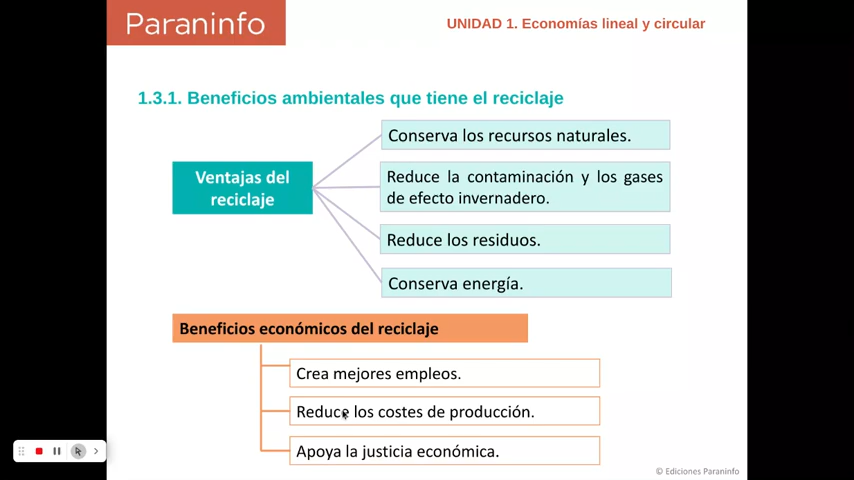 Paraninfo
UNIDAD 1. Economías lineal y circular
1.3.1. Beneficios ambientales que tiene el reciclaje
Ventajas del
reciclaje
Conserva los recursos naturales.
Reduce la contaminación y los gases
de efecto invernadero.
Reduce los residuos.
Conserva energía.
Beneficios económicos del reciclaje
Crea mejores empleos.
Reduce los costes de producción.
Apoya la justicia económica.
© Ediciones Paraninfo